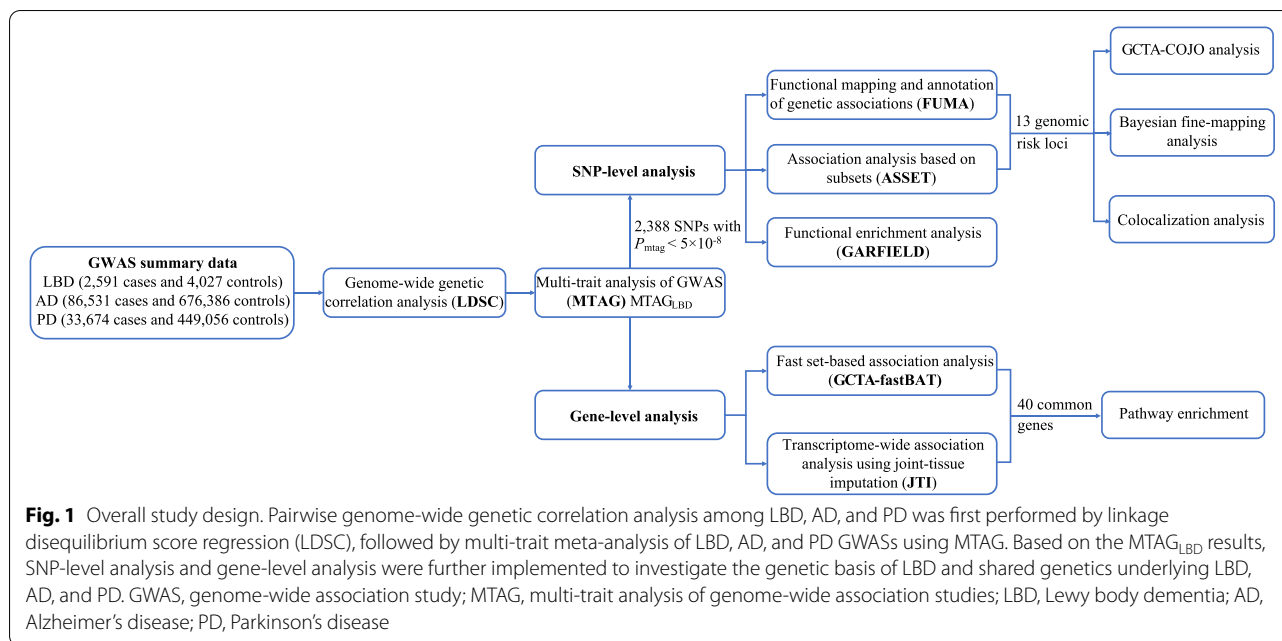 GCTA-COJO analysis
Functional mapping and annotation
of genetic associations (FUMA)
13 genomic
risk loci
Bayesian fine-mapping
analysis
SNP-level analysis
Association analysis based on
subsets (ASSET)
2,388 SNPs with
Pmtag < 5×10-8
Functional enrichment analysis
(GARFIELD)
Colocalization analysis
GWAS summary data
LBD (2,591 cases and 4,027 controls)
AD (86,531 cases and 676,386 controls)
PD (33,674 cases and 449,056 controls)
Genome-wide genetic
correlation analysis (LDSC)
Multi-trait analysis of GWAS
(MTAG) MTAGLBD
Fast set-based association analysis
(GCTA-fastBAT)
Gene-level analysis
40 common
genes
Pathway enrichment
Transcriptome-wide association
analysis using joint-tissue
imputation (JTI)
Fig. 1 Overall study design. Pairwise genome-wide genetic correlation analysis among LBD, AD, and PD was first performed by linkage
disequilibrium score regression (LDSC), followed by multi-trait meta-analysis of LBD, AD, and PD GWASs using MTAG. Based on the MTAGLBD results,
SNP-level analysis and gene-level analysis were further implemented to investigate the genetic basis of LBD and shared genetics underlying LBD,
AD, and PD. GWAS, genome-wide association study; MTAG, multi-trait analysis of genome-wide association studies; LBD, Lewy body dementia; AD,
Alzheimer's disease; PD, Parkinson's disease